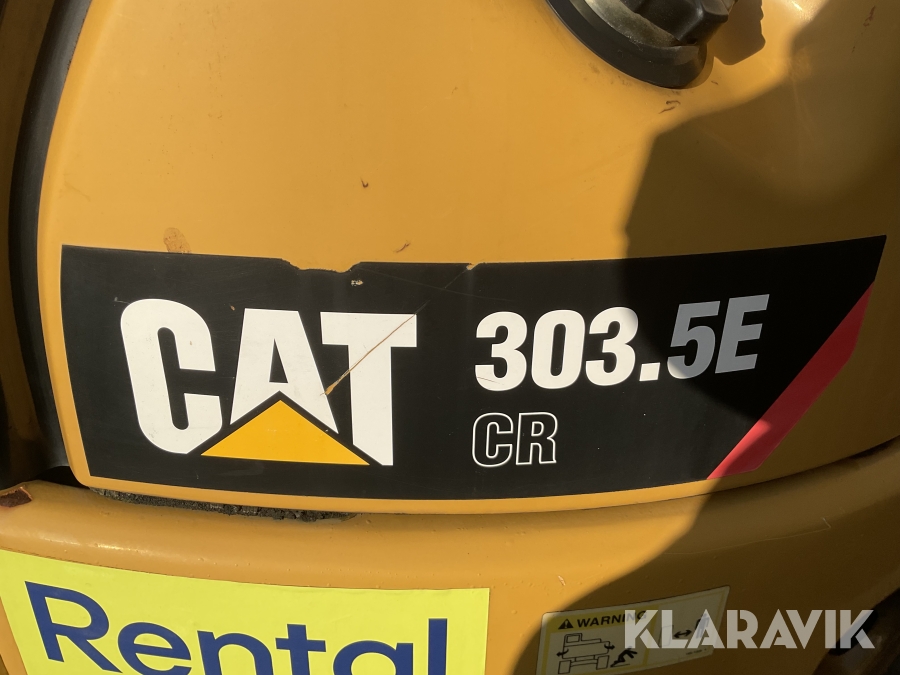 CAT 303.5E
CR
Rental
WARNING
KLARAVIK